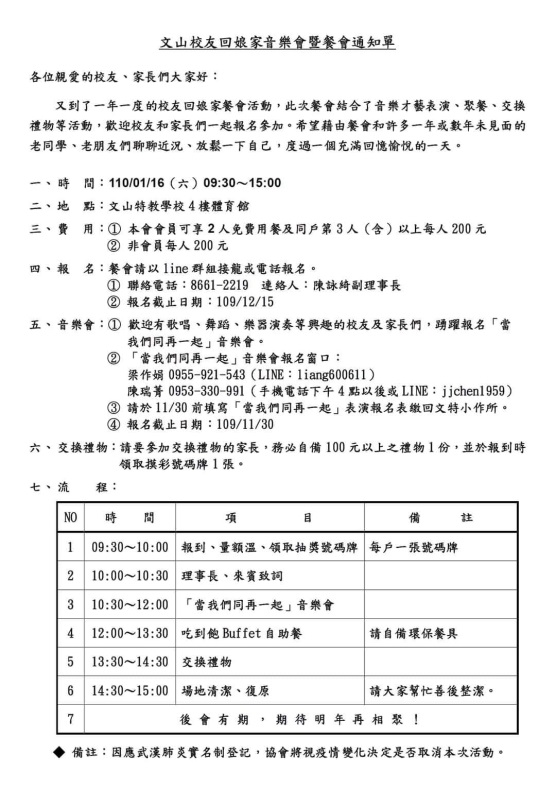 文山校友回娘家音樂會暨餐會通知單
各位親愛的校友、家長們大家好：
又到了一年一度的校友回娘家餐會活動，此次餐會結合了音樂才藝表演、聚餐、交換
禮物等活動，歡迎校友和家長們一起報名參加。希望藉由餐會和許多一年或數年未見面的
老同學、老朋友們聊聊近況、放鬆一下自己，度過一個充滿回憶愉悅的一天。
一、時　間：110/01/16（六）09:30～15:00
二、地　點：文山特教學校 4 樓體育館
三、費　用：① 本會會員可享 2 人免費用餐及同戶第 3 人（含）以上每人 200 元
② 非會員每人 200 元
四、報　名：餐會請以 line 群組接龍或電話報名。
① 聯絡電話：8661-2219　連絡人：陳詠綺副理事長
② 報名截止日期：109/12/15
五、音樂會：① 歡迎有歌唱、舞蹈、樂器演奏等興趣的校友及家長們，踴躍報名「當
我們同再一起」音樂會。
② 「當我們同再一起」音樂會報名窗口：
梁作娟 0955-921-543（LINE：liang600611）
陳瑞菁 0953-330-991（手機電話下午 4 點以後或 LINE：jjchen1959）
③ 請於 11/30 前填寫「當我們同再一起」表演報名表繳回文特小作所。
④ 報名截止日期：109/11/30
六、交換禮物：請要參加交換禮物的家長，務必自備 100 元以上之禮物 1 份，並於報到時
領取摸彩號碼牌 1 張。
七、流　程：
NO　時　間　項　目　備　註
1　09:30～10:00　報到、量額溫、領取抽獎號碼牌　每戶一張號碼牌
2　10:00～10:30　理事長、來賓致詞
3　10:30～12:00　「當我們同再一起」音樂會
4　12:00～13:30　吃到飽 Buffet 自助餐　請自備環保餐具
5　13:30～14:30　交換禮物
6　14:30～15:00　場地清潔、復原　請大家幫忙善後整潔。
7　後會有期，期待明年再相聚！
◆ 備註：因應武漢肺炎實名制登記，協會將視疫情變化決定是否取消本次活動。